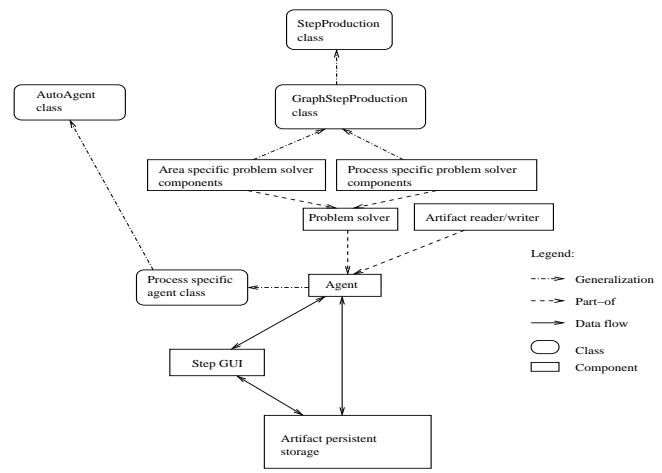 StepProduction
class
AutoAgent
class
GraphStepProduction
class
Area specific problem solver
components
Process specific problem solver
components
Problem solver
Artifact reader/writer
Legend:
Process specific
agent class
Agent
Generalization
Part–of
Data flow
Step GUI
Class
Component
Artifact persistent
storage